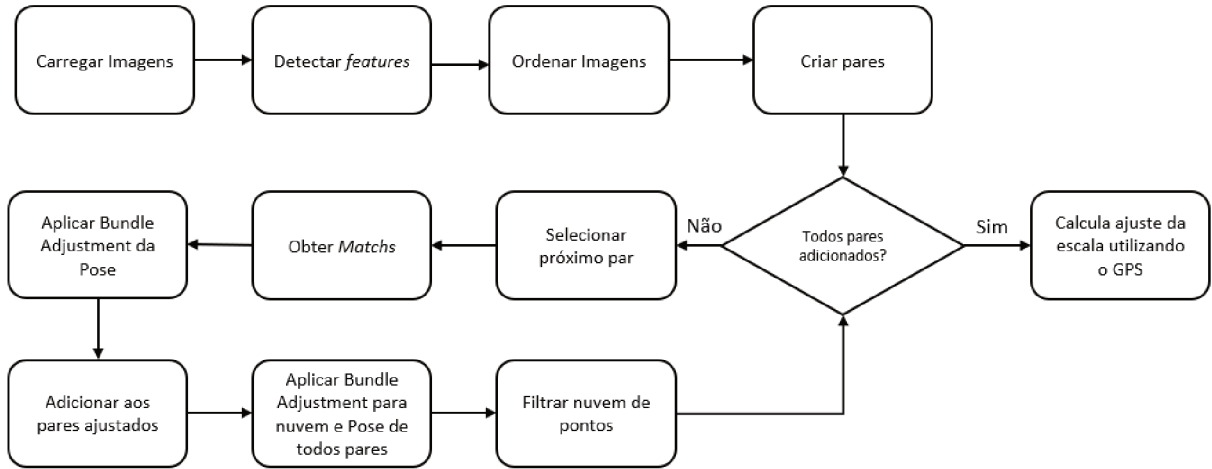 Carregar Imagens
Detectar features
Ordenar Imagens
Criar pares
Aplicar Bundle
Adjustment da
Pose
Obter Matchs
Selecionar
próximo par
Não
Todos pares
adicionados?
Sim
Calcula ajuste da
escala utilizando
o GPS
Adicionar aos
pares ajustados
Aplicar Bundle
Adjustment para
nuvem e Pose de
todos pares
Filtrar nuvem de
pontos